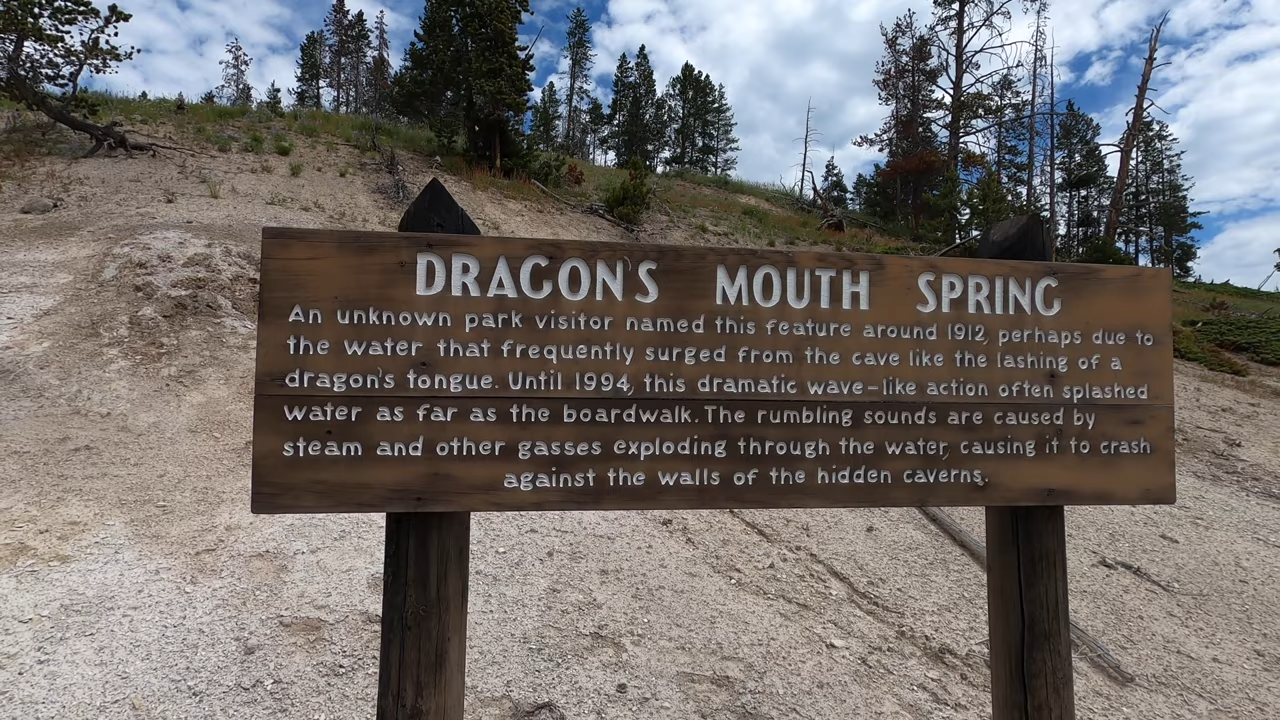 DRAGON'S MOUTH SPRING
An unknown park visitor named this feature around 1912, perhaps due to
the water that frequently surged from the cave like the lashing of a
dragon's tongue. Until 1994, this dramatic wave-like action often splashed
water as far as the boardwalk. The rumbling sounds are caused by
steam and other gasses exploding through the water, causing it to crash
against the walls of the hidden caverns.